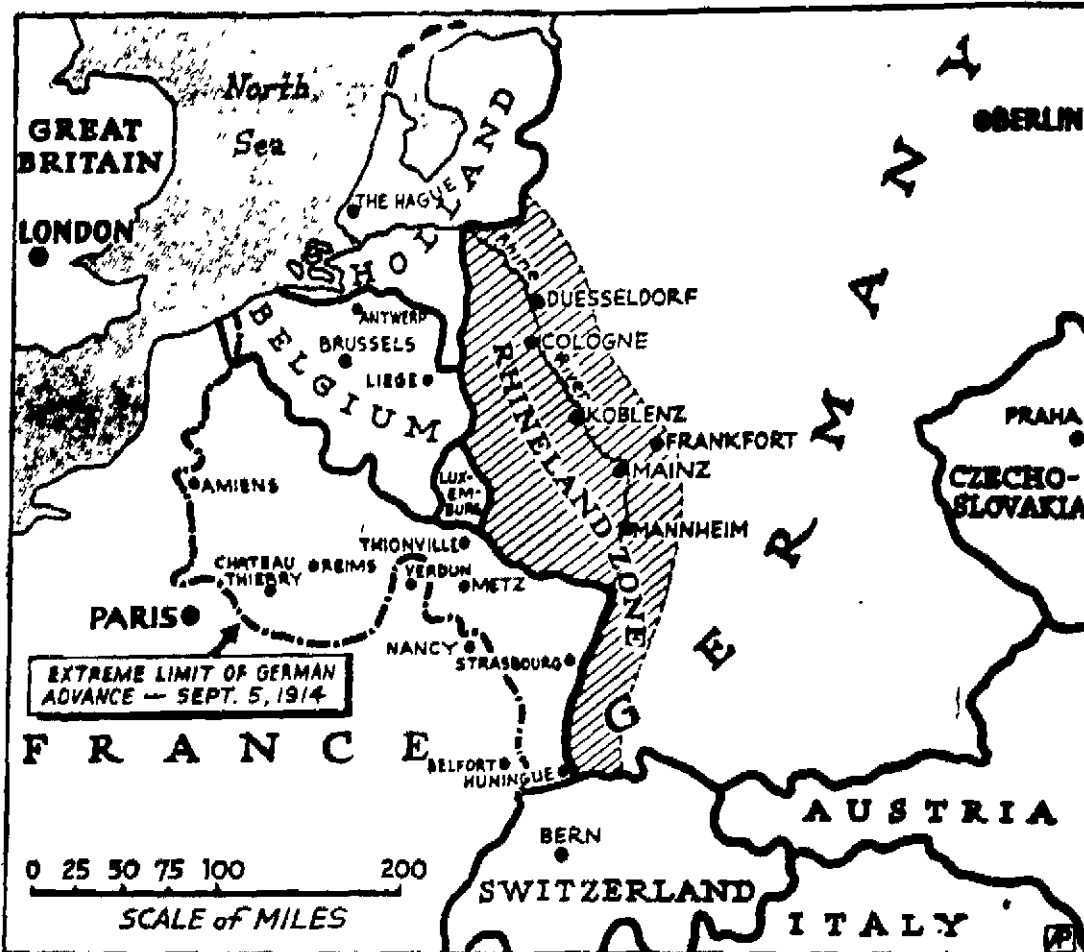 North
Sea
GREAT
BRITAIN
LONDON
HOLLAND
THE HAGUE
GERMANY
BERLIN
Rhine
River
DUESSELDORF
COLOGNE
KOBLENZ
FRANKFORT
MAINZ
MANNHEIM
RHINELAND ZONE
BELGIUM
ANTWERP
BRUSSELS
LIEGE
LUX-
EM-
BURG
PRAHA
CZECHO-
SLOVAKIA
AMIENS
THIONVILLE
CHATEAU
THIERRY
REIMS
VERDUN
METZ
PARIS
NANCY
STRASBOURG
EXTREME LIMIT OF GERMAN
ADVANCE — SEPT. 5, 1914
FRANCE
BELFORT
HUNINGUE
AUSTRIA
BERN
SWITZERLAND
ITALY
0 25 50 75 100 200
SCALE of MILES
AP